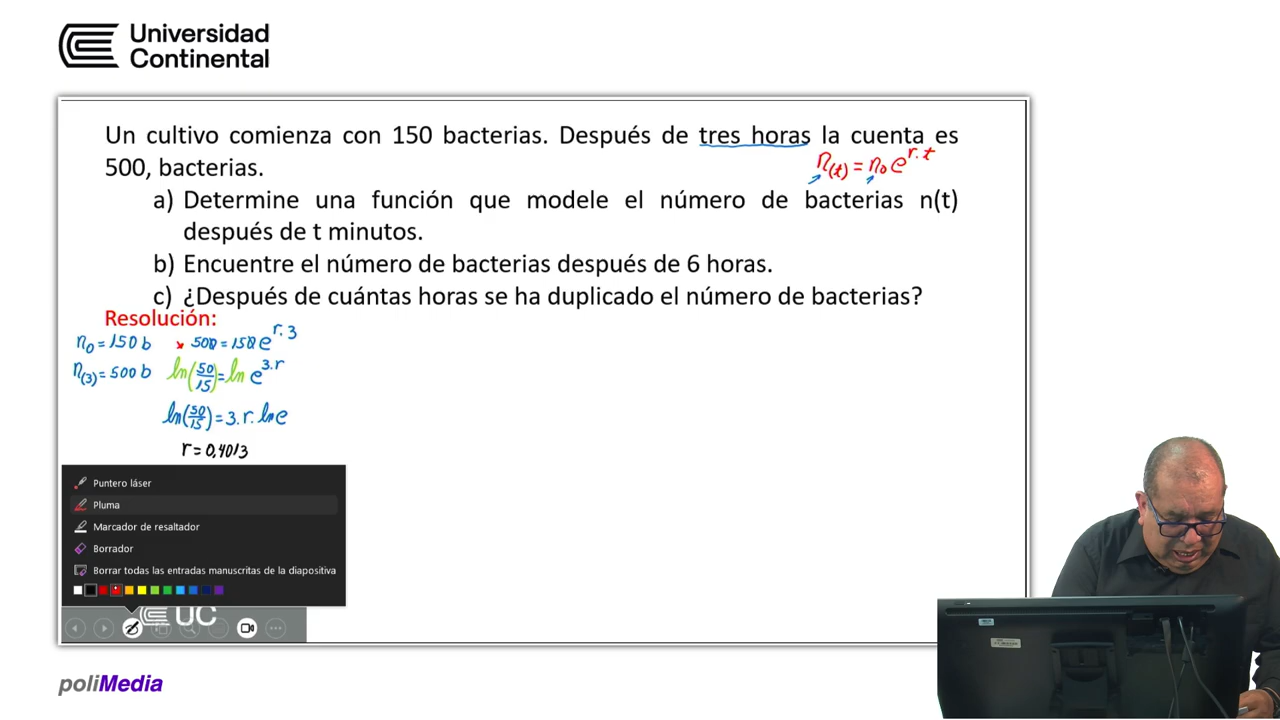 Universidad
Continental
Un cultivo comienza con 150 bacterias. Después de tres horas la cuenta es
500, bacterias.
n(t) = n₀ e^{r.t}
a) Determine una función que modele el número de bacterias n(t)
después de t minutos.
b) Encuentre el número de bacterias después de 6 horas.
c) ¿Después de cuántas horas se ha duplicado el número de bacterias?
Resolución:
n₀ = 150 b
500 = 150 e^{r.3}
n(3) = 500 b
ln(50/15) = ln e^{3.r}
ln(50/15) = 3.r. ln e
r = 0,4013
Puntero láser
Pluma
Marcador de resaltador
Borrador
Borrar todas las entradas manuscritas de la diapositiva
UC
poliMedia